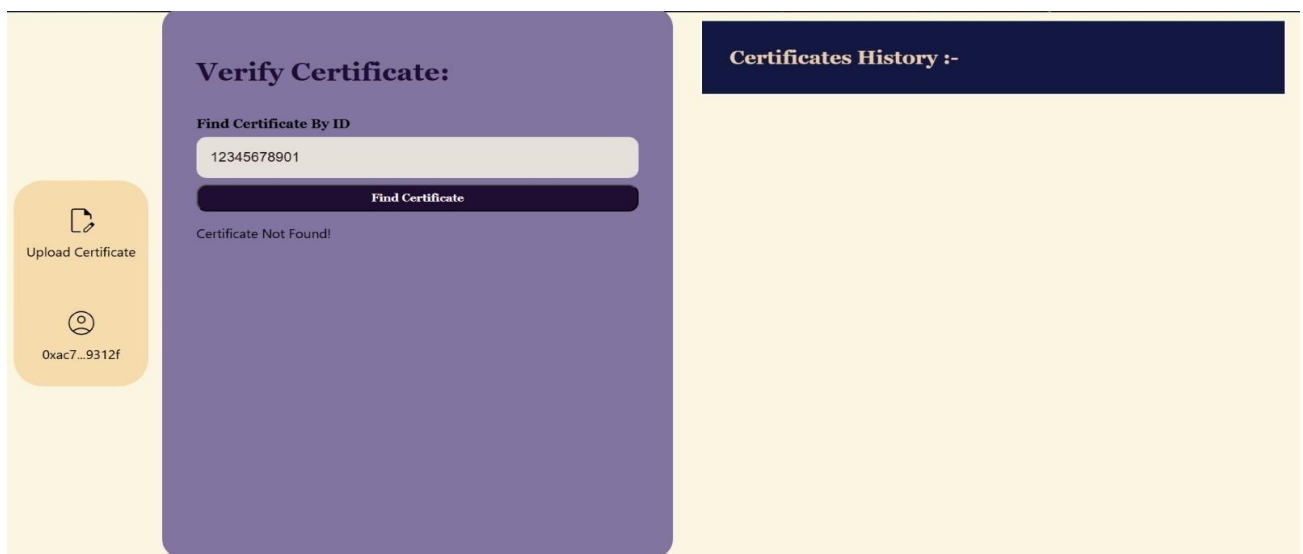 Upload Certificate
0xac7...9312f
Verify Certificate:
Find Certificate By ID
12345678901
Find Certificate
Certificate Not Found!
Certificates History :-